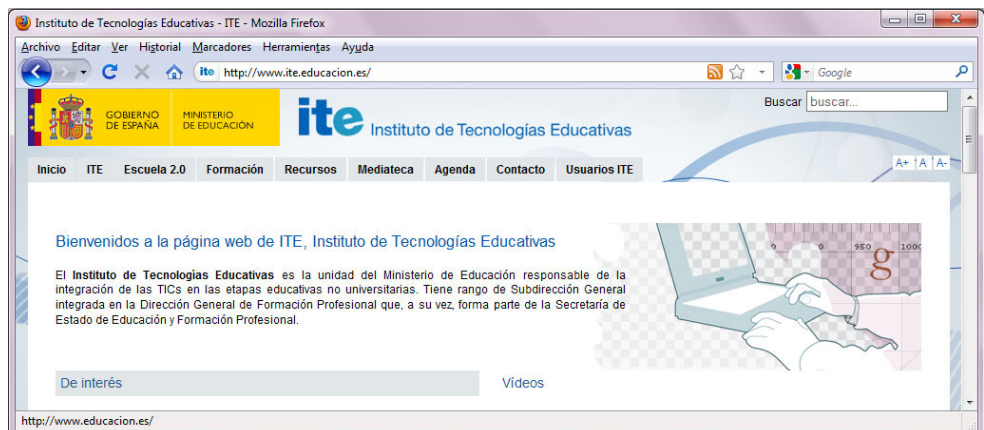 Instituto de Tecnologías Educativas - ITE - Mozilla Firefox
Archivo Editar Ver Historial Marcadores Herramientas Ayuda
ite http://www.ite.educacion.es/
Google
GOBIERNO DE ESPAÑA
MINISTERIO DE EDUCACIÓN
ite Instituto de Tecnologías Educativas
Buscar buscar...
Inicio ITE Escuela 2.0 Formación Recursos Mediateca Agenda Contacto Usuarios ITE
A+ A A-
Bienvenidos a la página web de ITE, Instituto de Tecnologías Educativas
El Instituto de Tecnologías Educativas es la unidad del Ministerio de Educación responsable de la
integración de las TICs en las etapas educativas no universitarias. Tiene rango de Subdirección General
integrada en la Dirección General de Formación Profesional que, a su vez, forma parte de la Secretaría de
Estado de Educación y Formación Profesional.
0 0 950 1000
g
De interés
Vídeos
http://www.educacion.es/